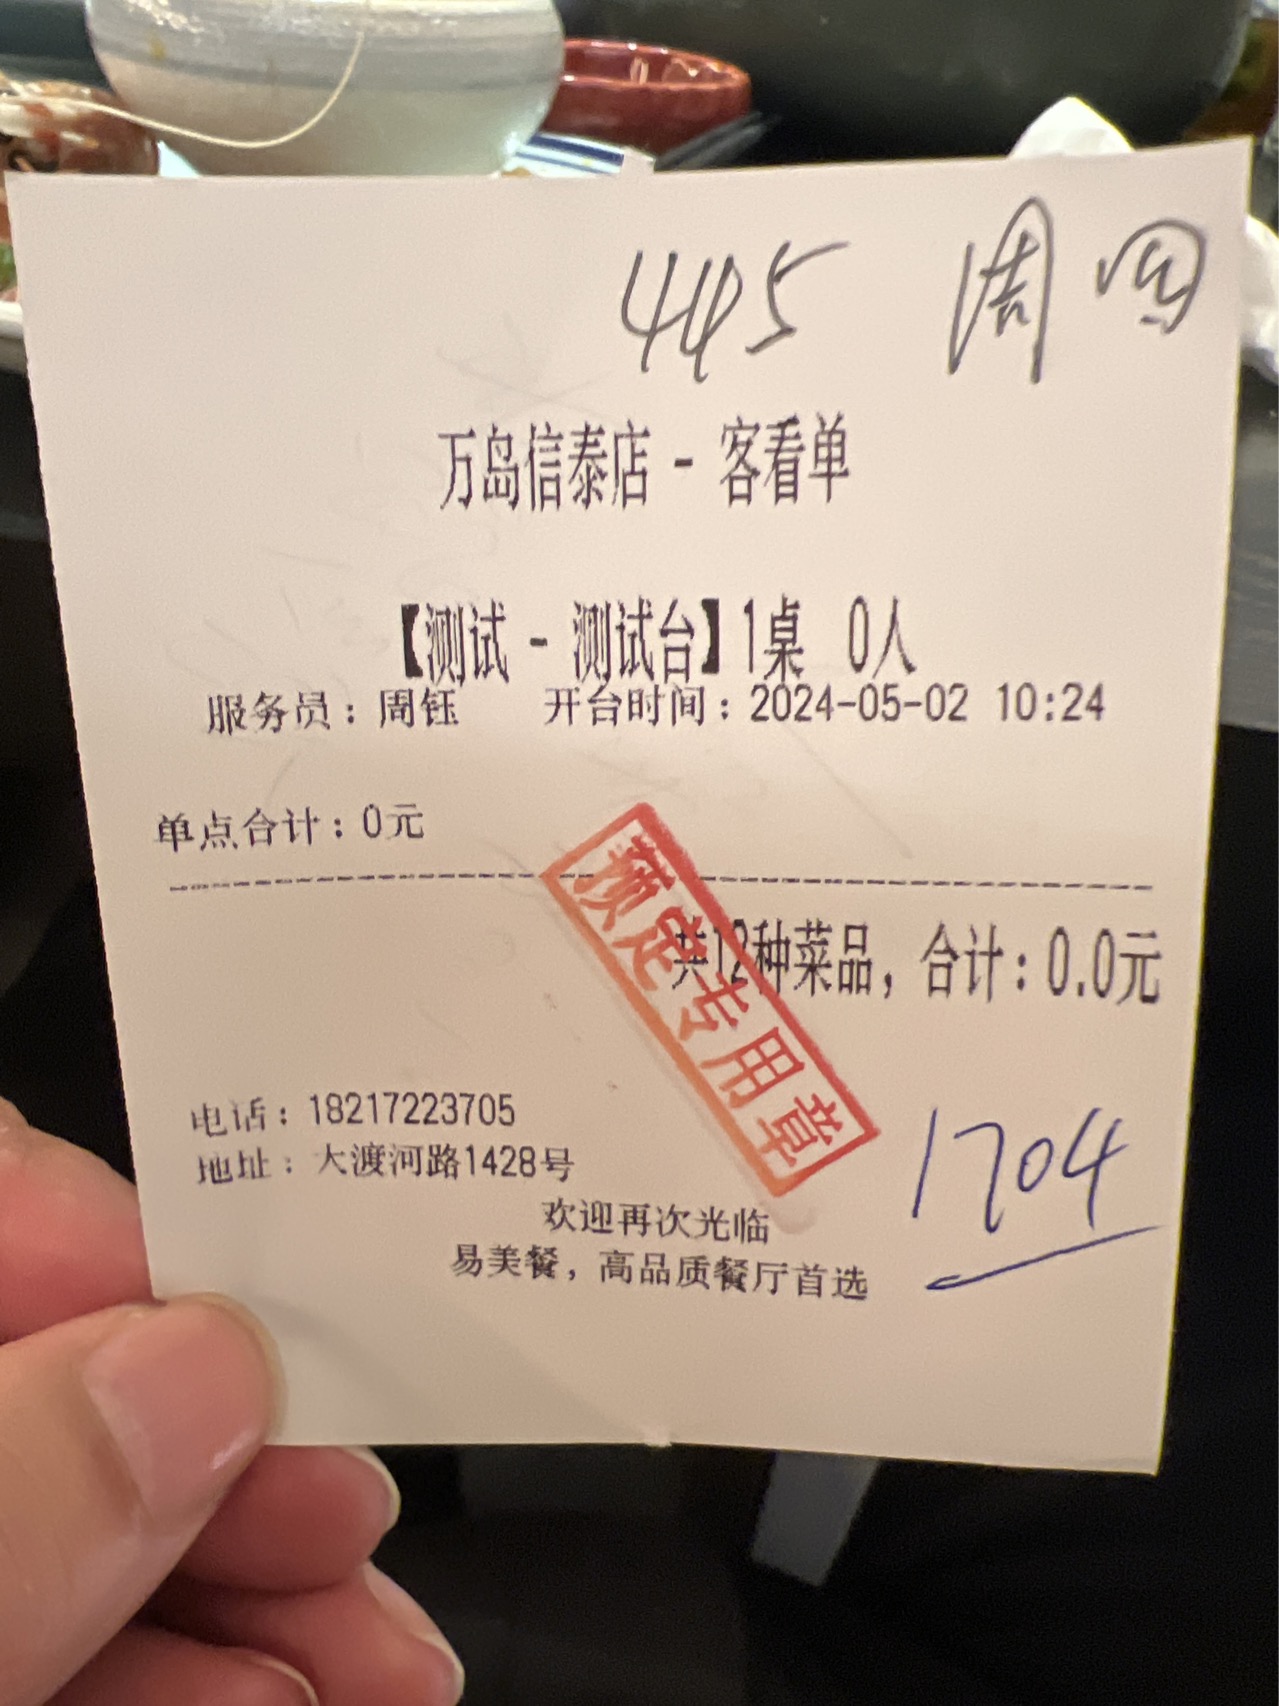 445 周四
万岛信泰店 - 客看单
【测试 - 测试台】1桌 0人
服务员：周钰 开台时间：2024-05-02 10:24
单点合计：0元
共12种菜品，合计：0.0元
预定专用章
电话：18217223705
1704
地址：大渡河路1428号
欢迎再次光临
易美餐，高品质餐厅首选